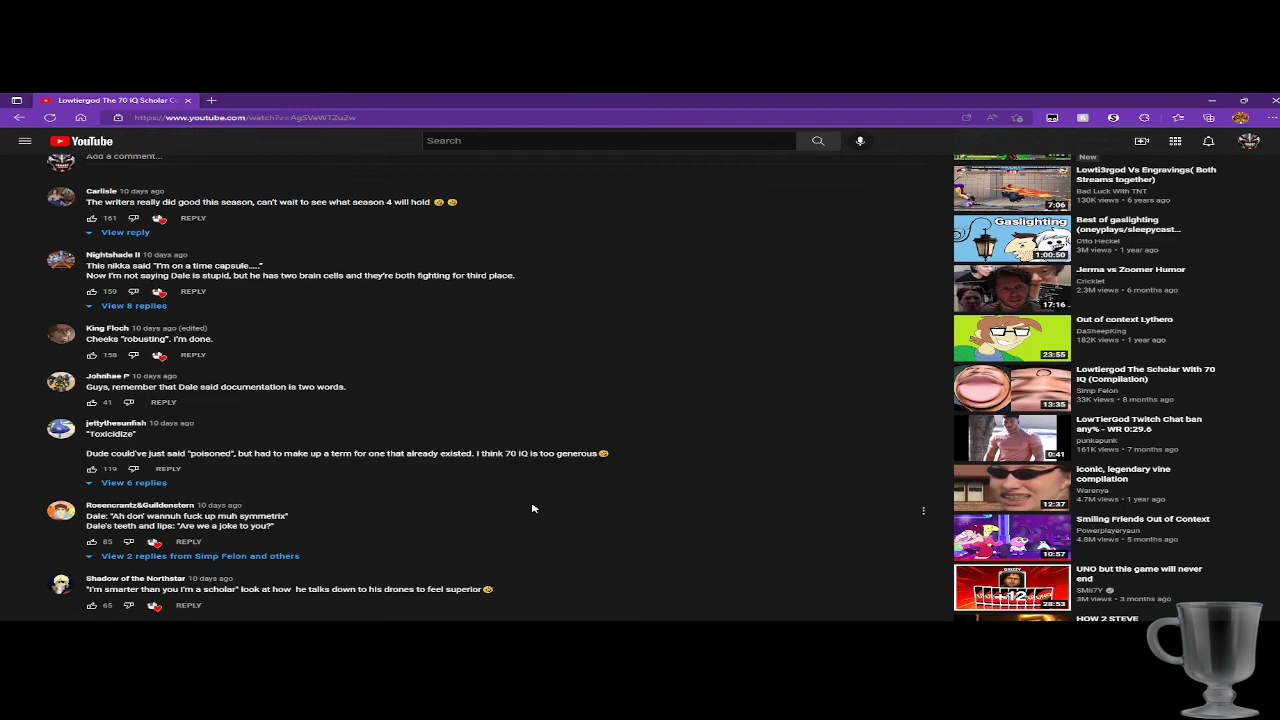 Lowtiergod The 70 IQ Scholar Co
https://www.youtube.com/watch?v=AgSVeWTZu2w
YouTube
Search
Add a comment...
Carlisle 10 days ago
The writers really did good this season, can't wait to see what season 4 will hold 🤣 🤣
161 REPLY
View reply
Nightshade II 10 days ago
This nikka said "I'm on a time capsule....."
Now I'm not saying Dale is stupid, but he has two brain cells and they're both fighting for third place.
159 REPLY
View 8 replies
King Floch 10 days ago (edited)
Cheeks "robusting". I'm done.
158 REPLY
Johnhae P 10 days ago
Guys, remember that Dale said documentation is two words.
41 REPLY
jettythesunfish 10 days ago
"Toxicidize"
Dude could've just said "poisoned", but had to make up a term for one that already existed. I think 70 IQ is too generous🤣
119 REPLY
View 6 replies
Rosencrantz&Guildenstern 10 days ago
Dale: "Ah don' wannuh fuck up muh symmetrix"
Dale's teeth and lips: "Are we a joke to you?"
85 REPLY
View 2 replies from Simp Felon and others
Shadow of the Northstar 10 days ago
"I'm smarter than you I'm a scholar" look at how he talks down to his drones to feel superior🤣
65 REPLY
New
Lowti3rgod Vs Engravings( Both
Streams together)
Bad Luck With TNT
130K views • 6 years ago
7:06
Gaslighting
Best of gaslighting
(oneyplays/sleepycast...
Otto Heckel
3M views • 1 year ago
1:00:50
Jerma vs Zoomer Humor
Cricklet
2.3M views • 6 months ago
17:16
Out of context Lythero
DaSheepKing
182K views • 1 year ago
23:55
Lowtiergod The Scholar With 70
IQ (Compilation)
Simp Felon
33K views • 8 months ago
13:35
LowTierGod Twitch Chat ban
any% - WR 0:29.6
punkapunk
161K views • 7 months ago
0:41
iconic, legendary vine
compilation
Warenya
4.7M views • 1 year ago
12:37
Smiling Friends Out of Context
Powerplayeryaun
4.8M views • 5 months ago
10:57
UNO but this game will never
end
SMii7Y
3M views • 3 months ago
+12
28:53
HOW 2 STEVE